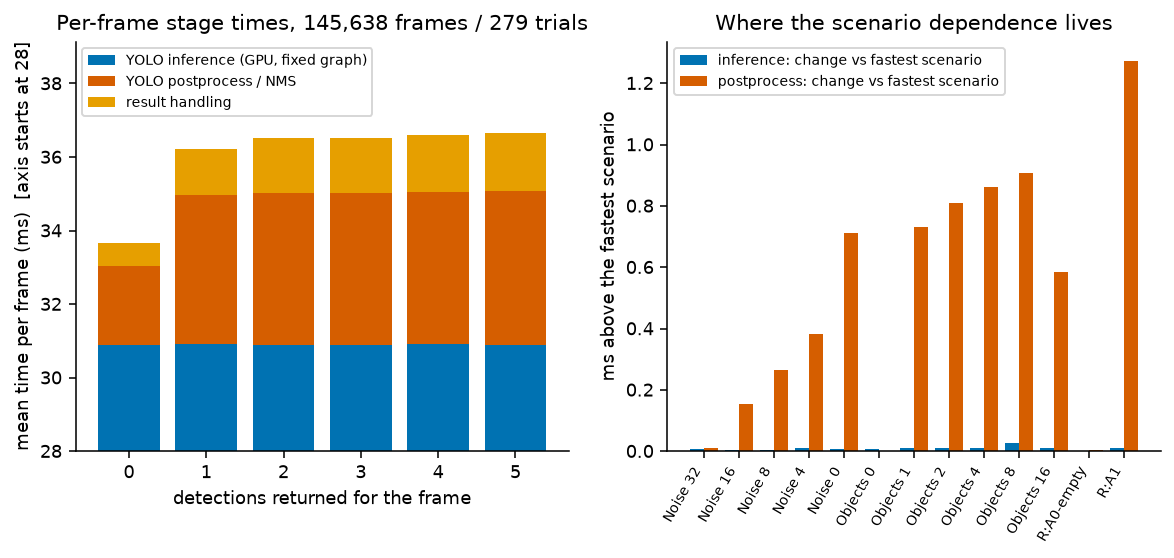 Per-frame stage times, 145,638 frames / 279 trials
mean time per frame (ms) [axis starts at 28]
38
36
34
32
30
28
YOLO inference (GPU, fixed graph)
YOLO postprocess / NMS
result handling
0 1 2 3 4 5
detections returned for the frame
Where the scenario dependence lives
ms above the fastest scenario
1.2
1.0
0.8
0.6
0.4
0.2
0.0
inference: change vs fastest scenario
postprocess: change vs fastest scenario
Noise 32
Noise 16
Noise 8
Noise 4
Noise 0
Objects 0
Objects 1
Objects 2
Objects 4
Objects 8
Objects 16
R:A0-empty
R:A1